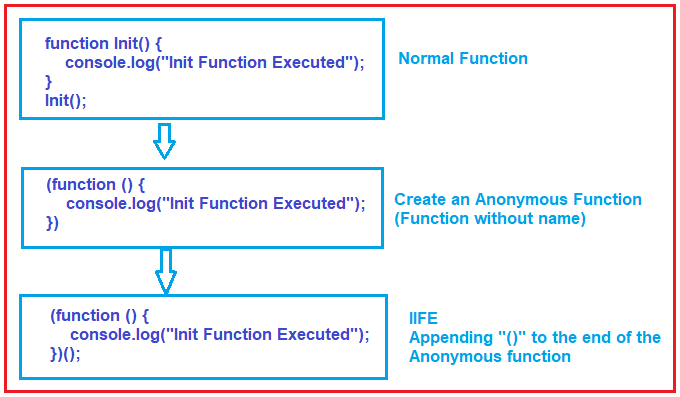 function Init() {
console.log("Init Function Executed");
}
Init();
Normal Function
(function () {
console.log("Init Function Executed");
})
Create an Anonymous Function
(Function without name)
(function () {
console.log("Init Function Executed");
})();
IIFE
Appending "()" to the end of the
Anonymous function